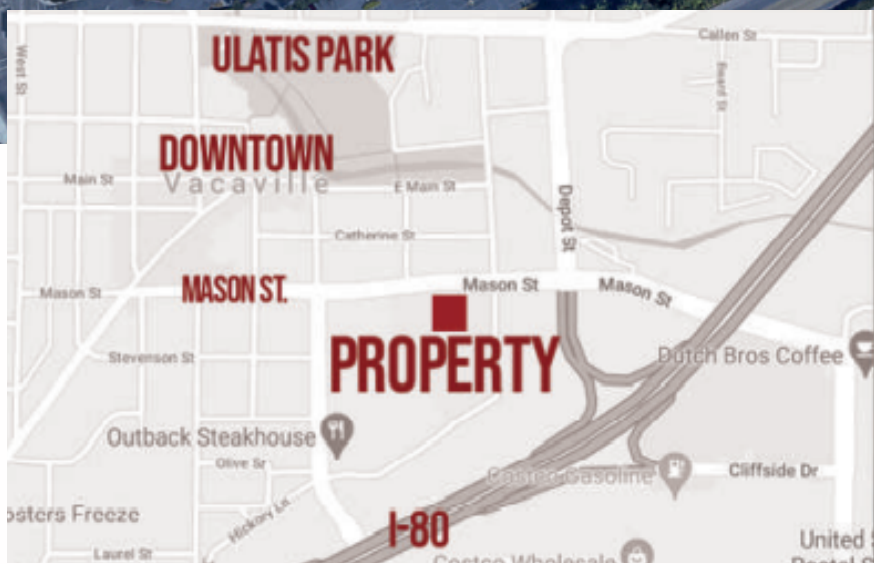 Callen St
West St
ULATIS PARK
Beard St
DOWNTOWN
Vacaville
Main St
E Main St
Depot St
Catherine St
Mason St
MASON ST.
Mason St
Mason St
PROPERTY
Stevenson St
Dutch Bros Coffee
Outback Steakhouse
Olive St
Costco Gasoline
Cliffside Dr
osters Freeze
Hickory Ln
I-80
United
Laurel St
Costco Wholesale